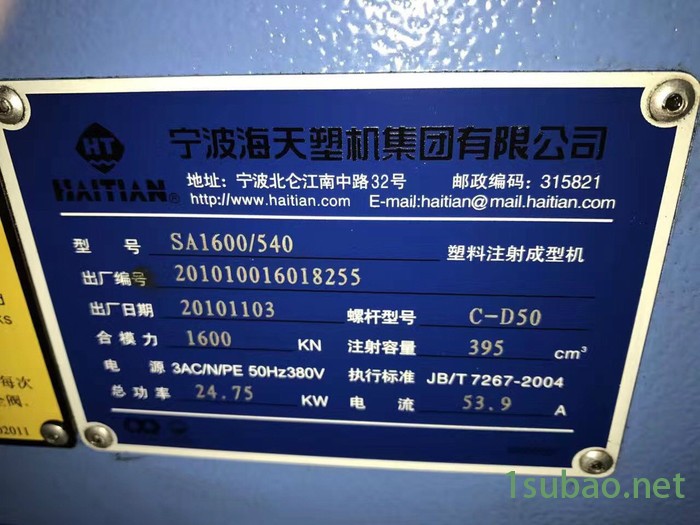 HT
HAITIAN®
宁波海天塑机集团有限公司
地址: 宁波北仑江南中路32号 邮政编码: 315821
http://www.haitian.com E-mail:haitian@mail.haitian.com
型 号 SA1600/540 塑料注射成型机
出厂编号 201010016018255
出厂日期 20101103 螺杆型号 C-D50
合模力 1600 KN 注射容量 395 cm³
电 源 3AC/N/PE 50Hz380V 执行标准 JB/T 7267-2004
总功率 24.75 KW 电 流 53.9 A
KS
每次
阀.
02011
1subao.net